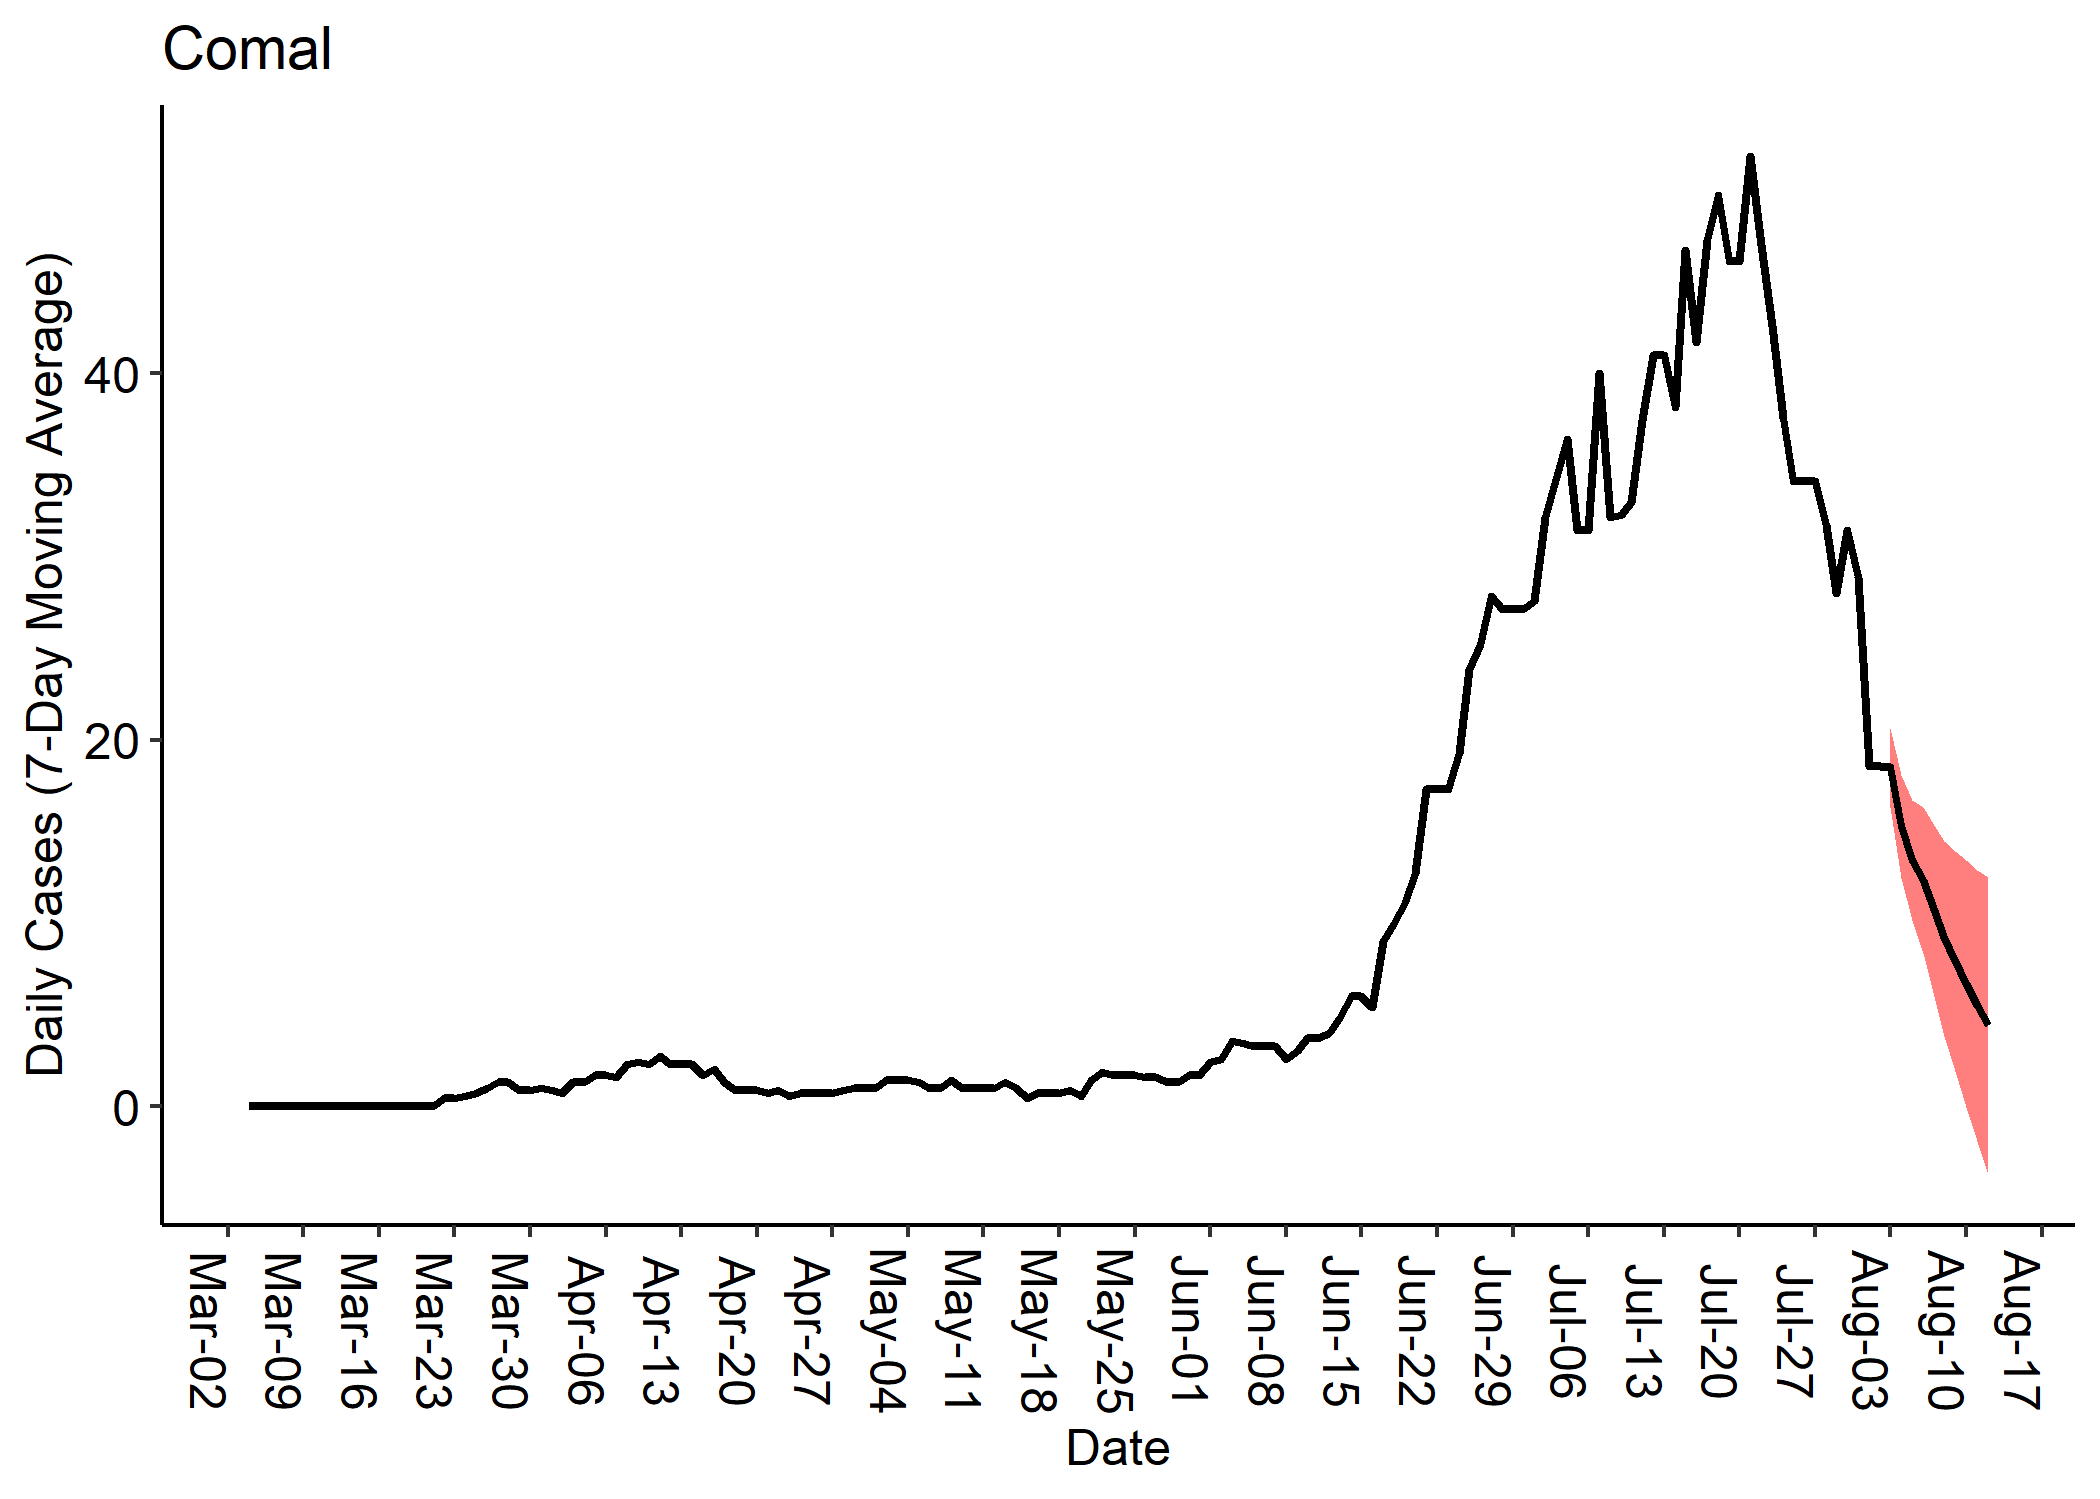 Comal
Daily Cases (7-Day Moving Average)
40
20
0
Mar-02
Mar-09
Mar-16
Mar-23
Mar-30
Apr-06
Apr-13
Apr-20
Apr-27
May-04
May-11
May-18
May-25
Jun-01
Jun-08
Jun-15
Jun-22
Jun-29
Jul-06
Jul-13
Jul-20
Jul-27
Aug-03
Aug-10
Aug-17
Date